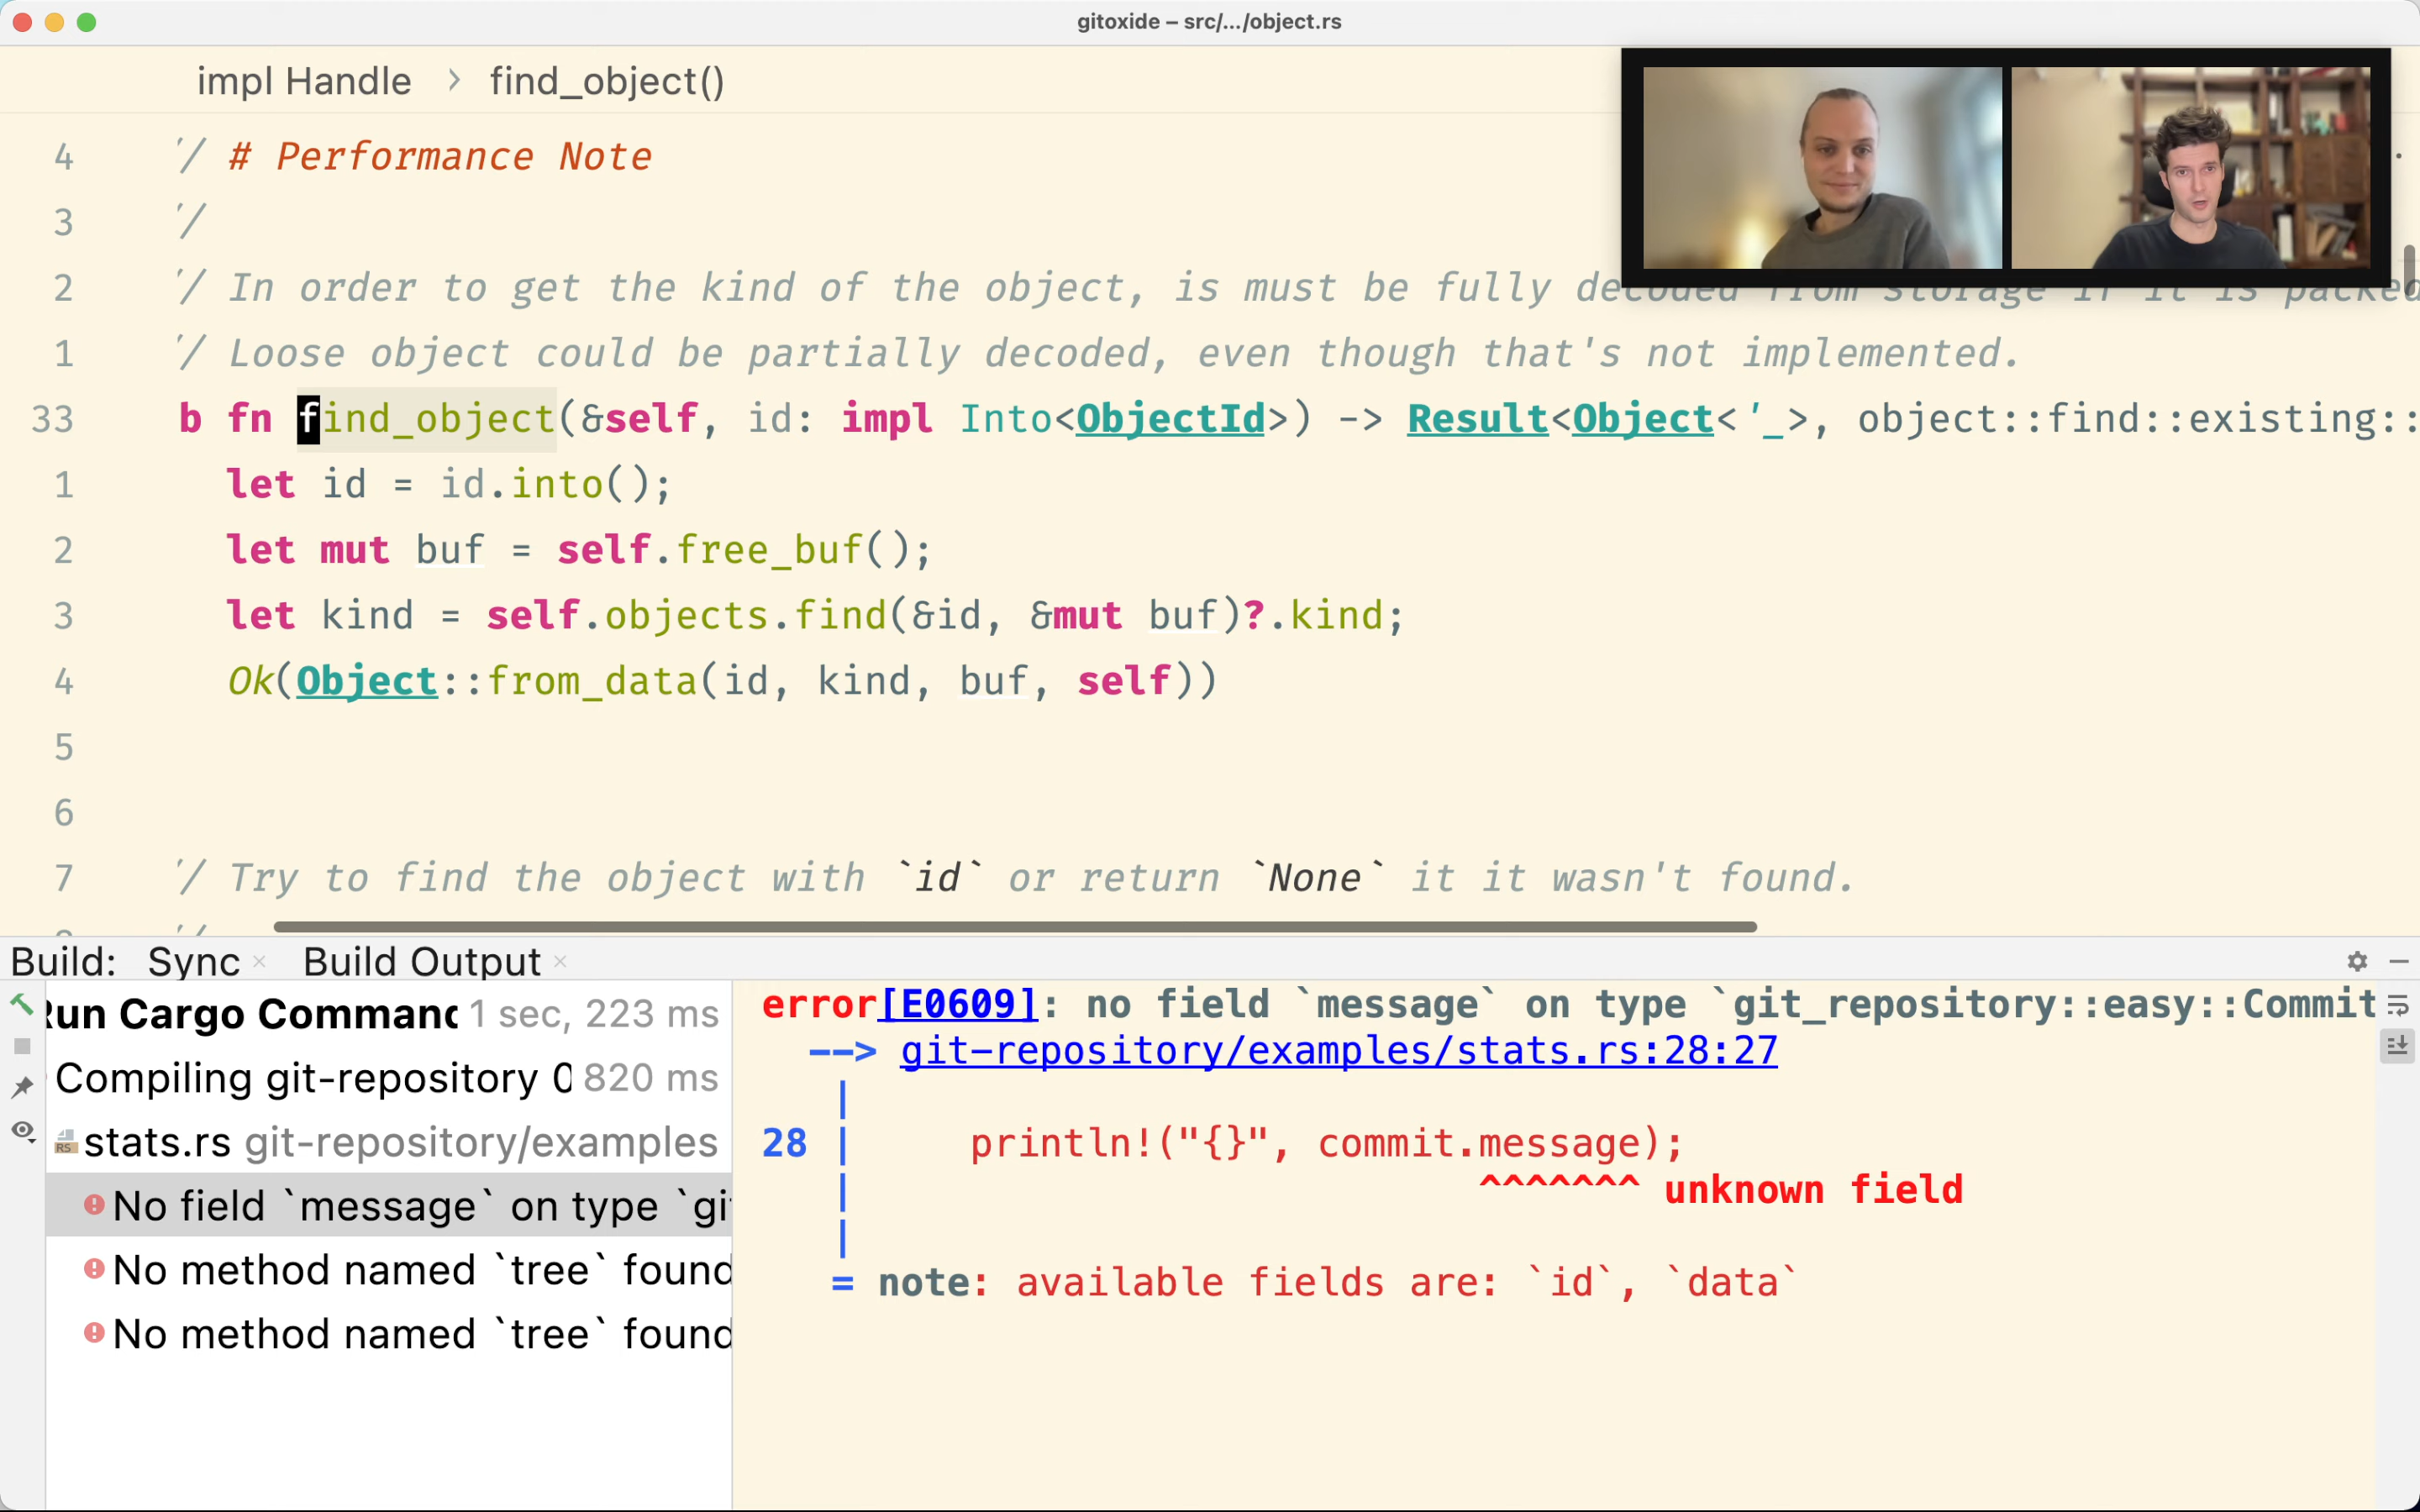 gitoxide – src/.../object.rs
impl Handle > find_object()
4 // # Performance Note
3 //
2 // In order to get the kind of the object, is must be fully decoded from storage if it is packed
1 // Loose object could be partially decoded, even though that's not implemented.
33 b fn find_object(&self, id: impl Into<ObjectId>) -> Result<Object<'_>, object::find::existing::
1 let id = id.into();
2 let mut buf = self.free_buf();
3 let kind = self.objects.find(&id, &mut buf)?.kind;
4 Ok(Object::from_data(id, kind, buf, self))
5
6
7 // Try to find the object with `id` or return `None` it it wasn't found.
Build: Sync × Build Output ×
Run Cargo Command 1 sec, 223 ms
Compiling git-repository 0 820 ms
stats.rs git-repository/examples
No field `message` on type `gi
No method named `tree` found
No method named `tree` found
error[E0609]: no field `message` on type `git_repository::easy::Commit
--> git-repository/examples/stats.rs:28:27
|
28 | println!("{}", commit.message);
| ^^^^^^^ unknown field
|
= note: available fields are: `id`, `data`